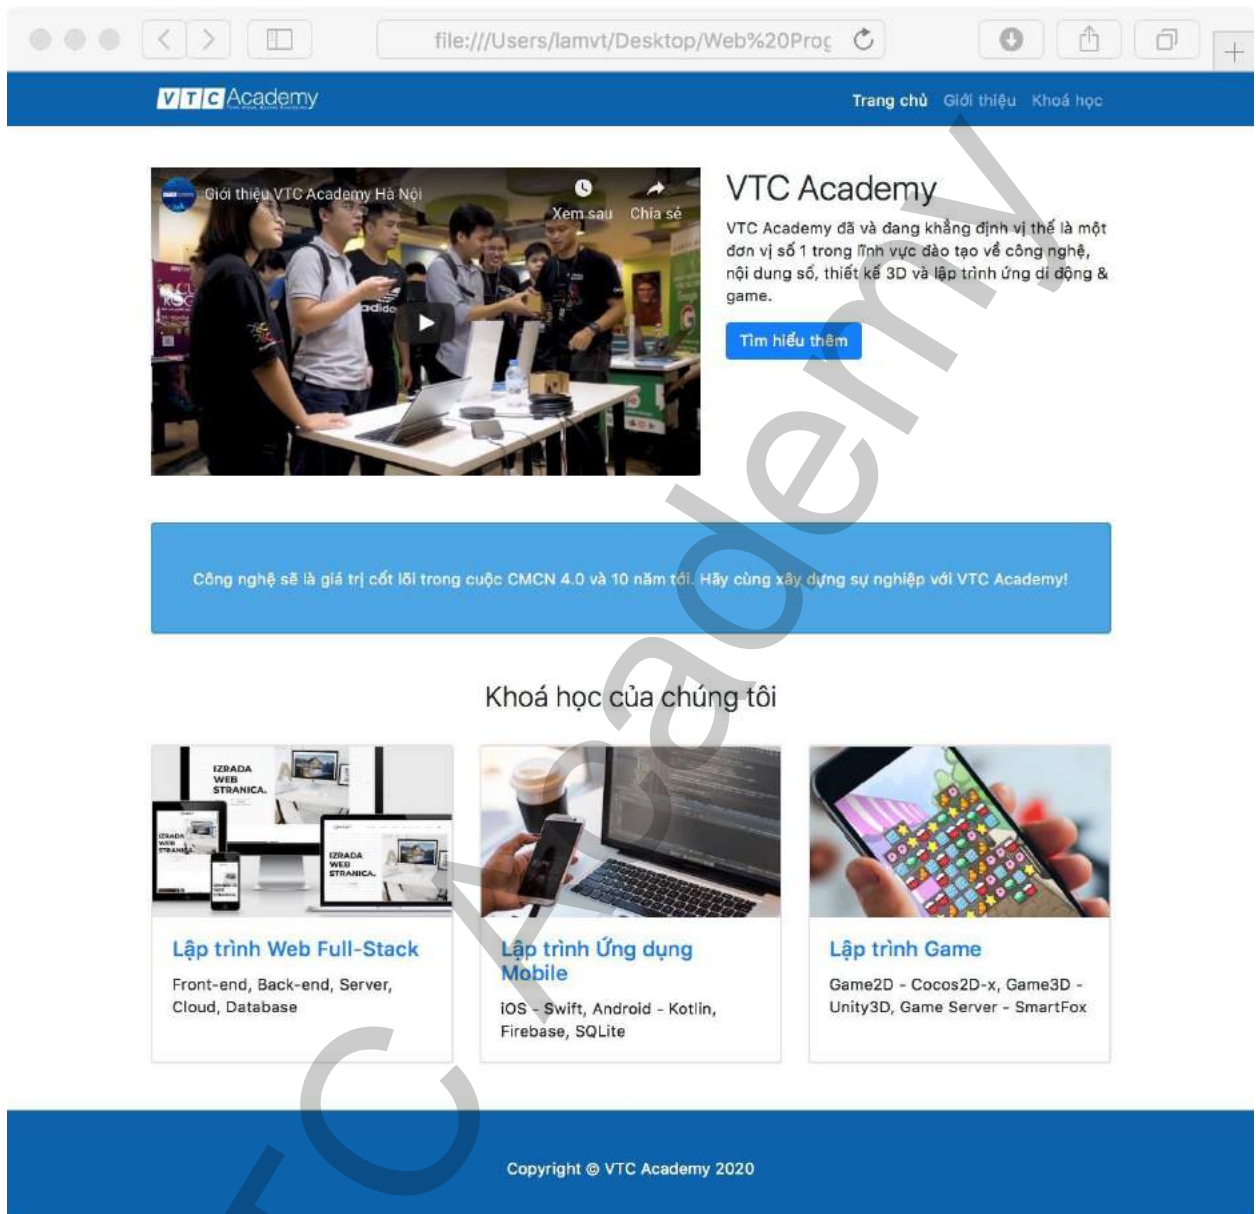 file:///Users/lamvt/Desktop/Web%20Prog
VTC Academy
Trang chủ Giới thiệu Khoá học
Giới thiệu VTC Academy Hà Nội
Xem sau Chia sẻ
adidas
Google
VTC Academy
VTC Academy đã và đang khẳng định vị thế là một
đơn vị số 1 trong lĩnh vực đào tạo về công nghệ,
nội dung số, thiết kế 3D và lập trình ứng di động &
game.
Tìm hiểu thêm
Công nghệ sẽ là giá trị cốt lõi trong cuộc CMCN 4.0 và 10 năm tới. Hãy cùng xây dựng sự nghiệp với VTC Academy!
Khoá học của chúng tôi
IZRADA
WEB
STRANICA.
IZRADA
WEB
STRANICA.
Lập trình Web Full-Stack
Front-end, Back-end, Server,
Cloud, Database
Lập trình Ứng dụng
Mobile
iOS - Swift, Android - Kotlin,
Firebase, SQLite
Lập trình Game
Game2D - Cocos2D-x, Game3D -
Unity3D, Game Server - SmartFox
Copyright © VTC Academy 2020
TC Academy